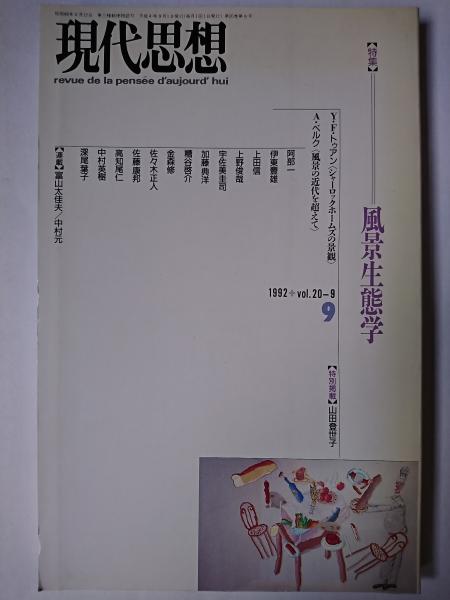 現代思想
revue de la pensée d'aujourd' hui
【特集】
風景生態学
Y・F・トゥアン〈シャーロックホームズの景観〉
A・ベルク〈風景の近代を超えて〉
阿部一
伊東豊雄
上田信
上野俊哉
宇佐美圭司
加藤典洋
糟谷啓介
金森修
佐々木正人
佐藤康邦
高知尾仁
中村英樹
深尾葉子
【連載】富山太佳夫/中村元
1992 vol.20-9
9
【特別掲載】山田登世子